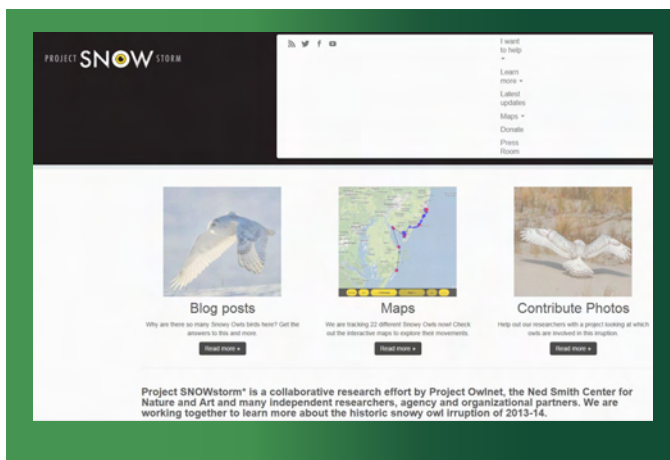 PROJECT SNOW STORM
I want
to help
Learn
more
Latest
updates
Maps
Donate
Press
Room
Blog posts
Maps
Contribute Photos
Why are there so many Snowy Owls birds here? Get the
answers to this and more.
We are tracking 22 different Snowy Owls now! Check
out the interactive maps to explore their movements.
Help out our researchers with a project looking at which
owls are involved in this eruption.
Read more »
Read more »
Read more »
Project SNOWstorm* is a collaborative research effort by Project Owlnet, the Ned Smith Center for
Nature and Art and many independent researchers, agency and organizational partners. We are
working together to learn more about the historic snowy owl irruption of 2013-14.